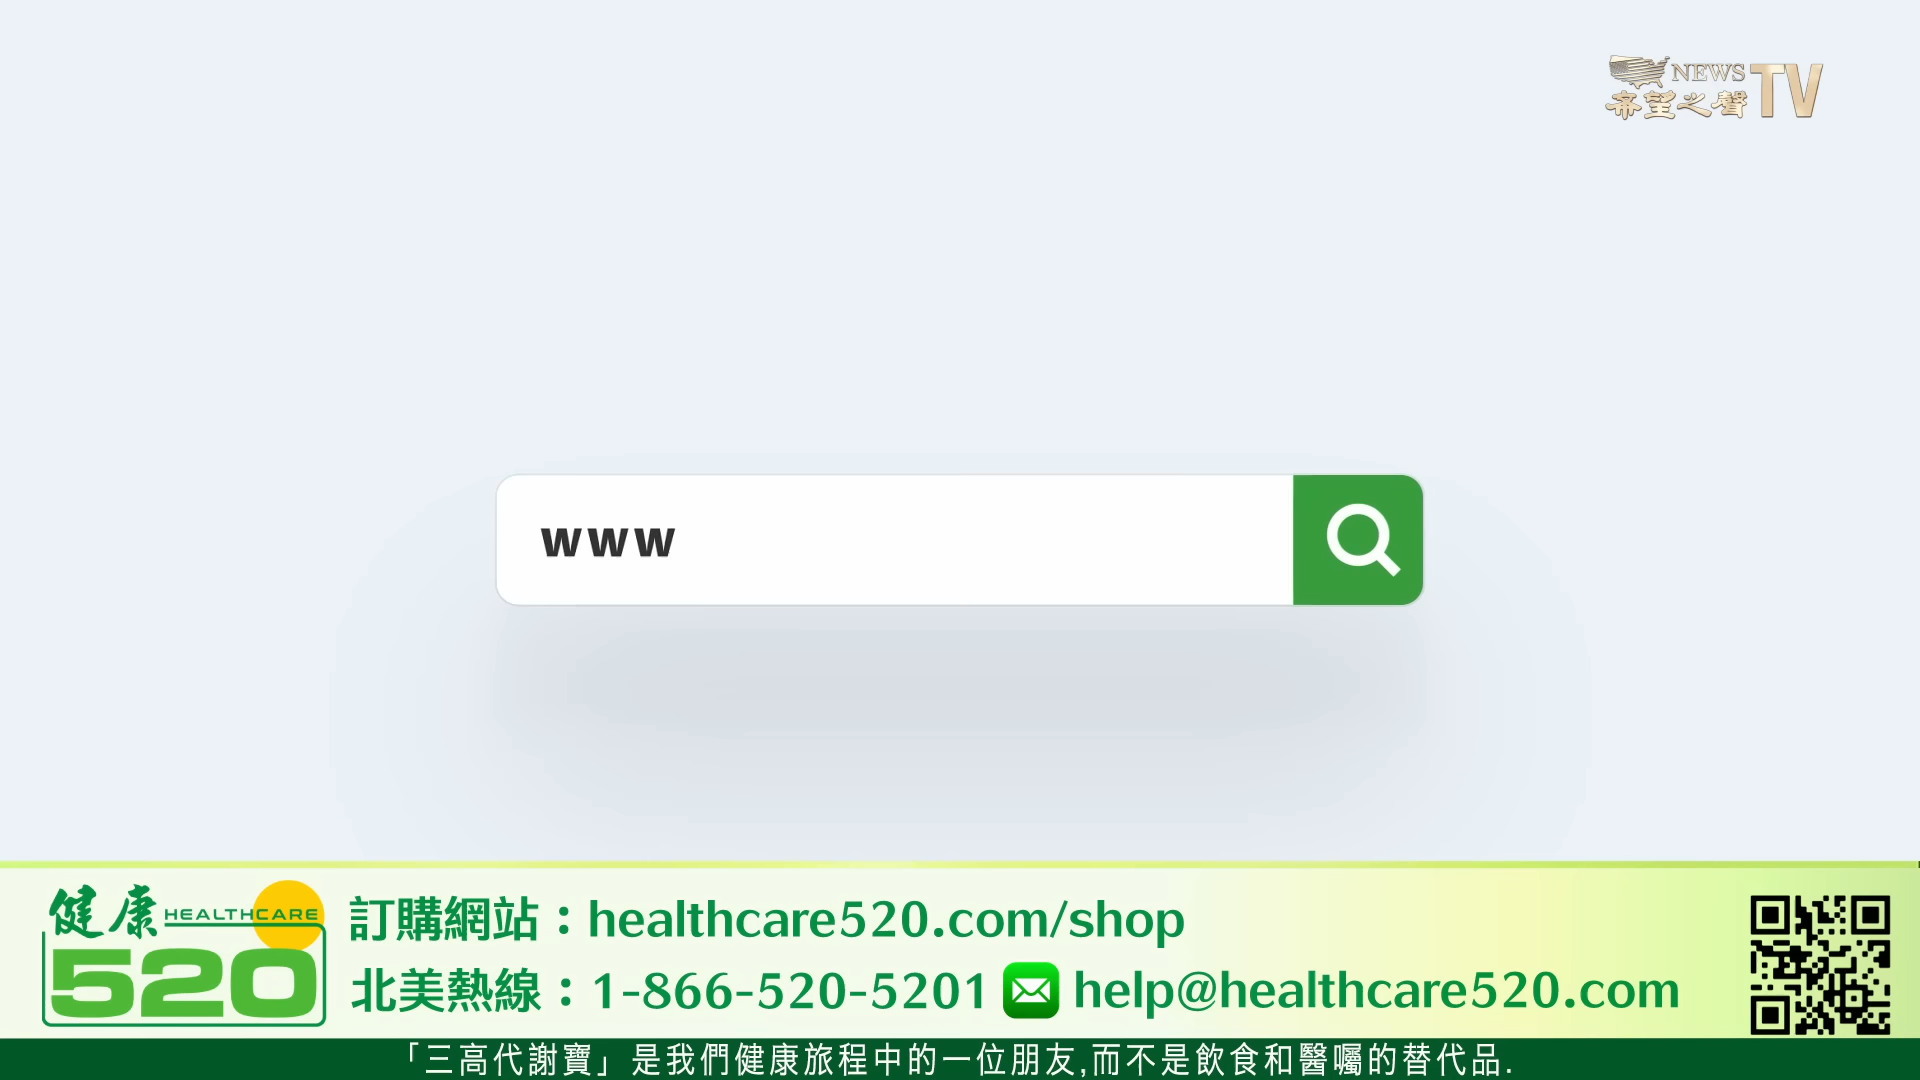 NEWS
希望之聲TV
www
健康 HEALTHCARE
520
訂購網站：healthcare520.com/shop
北美熱線：1-866-520-5201 help@healthcare520.com
「三高代謝寶」是我們健康旅程中的一位朋友,而不是飲食和醫囑的替代品.